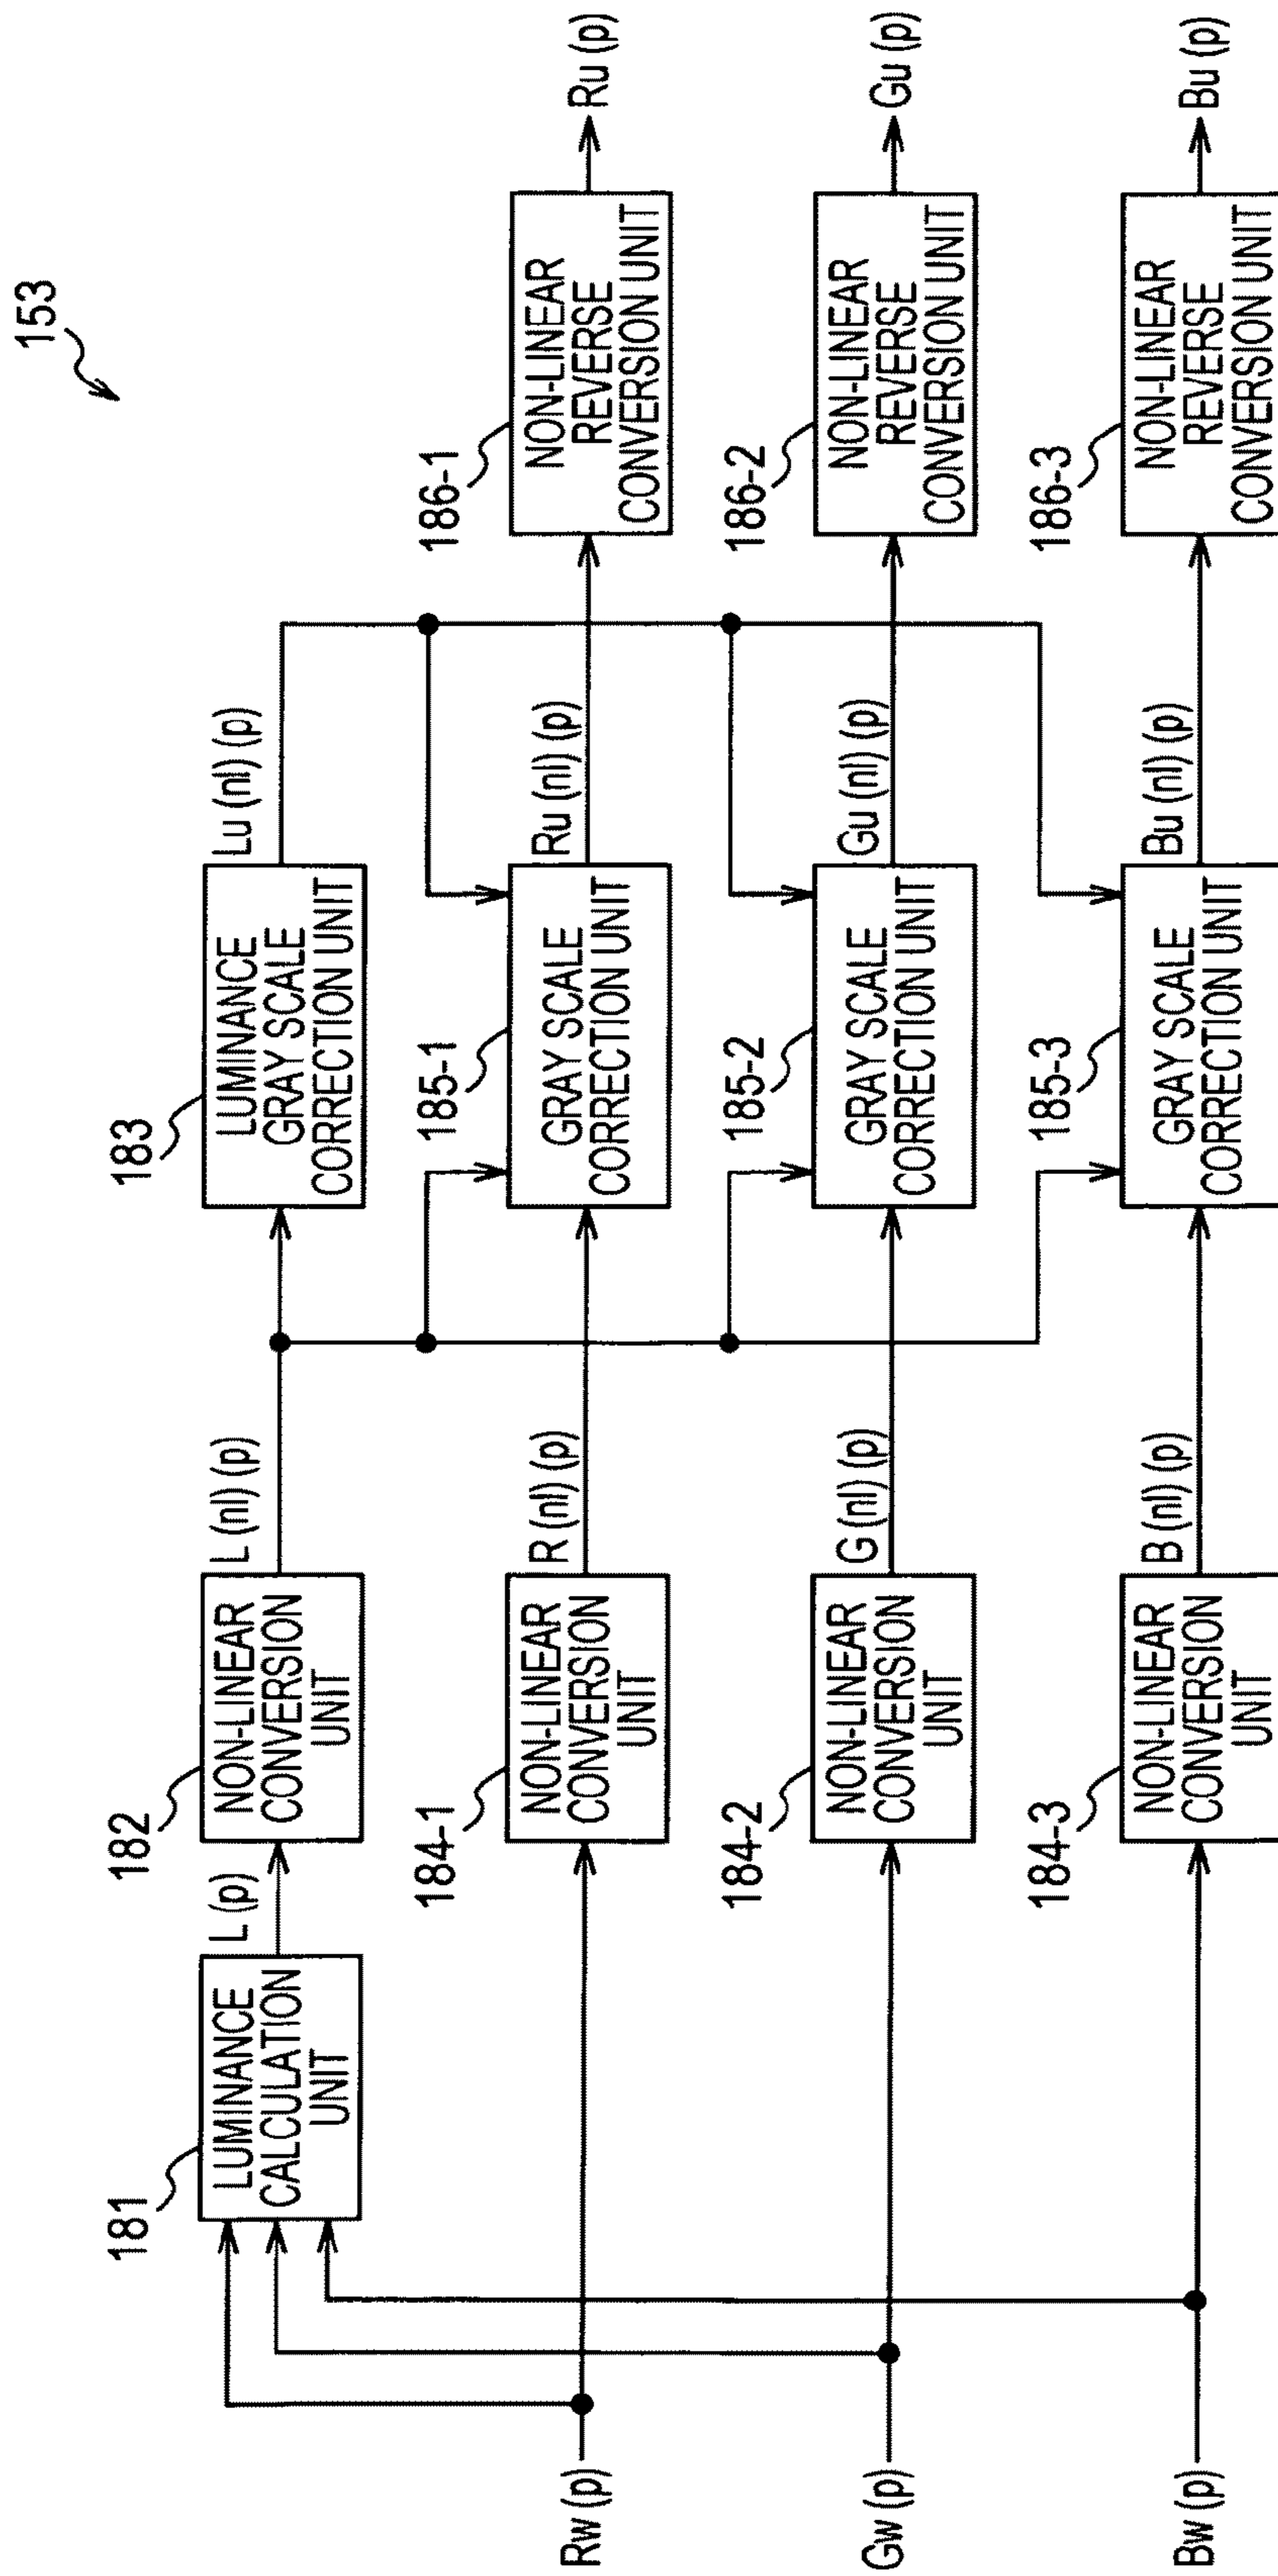 153
181
LUMINANCE
CALCULATION
UNIT
L (p)
182
NON-LINEAR
CONVERSION
UNIT
L (nl) (p)
183
LUMINANCE
GRAY SCALE
CORRECTION UNIT
Lu (nl) (p)
Rw (p)
184-1
NON-LINEAR
CONVERSION
UNIT
R (nl) (p)
185-1
GRAY SCALE
CORRECTION UNIT
Ru (nl) (p)
186-1
NON-LINEAR
REVERSE
CONVERSION UNIT
Ru (p)
Gw (p)
184-2
NON-LINEAR
CONVERSION
UNIT
G (nl) (p)
185-2
GRAY SCALE
CORRECTION UNIT
Gu (nl) (p)
186-2
NON-LINEAR
REVERSE
CONVERSION UNIT
Gu (p)
Bw (p)
184-3
NON-LINEAR
CONVERSION
UNIT
B (nl) (p)
185-3
GRAY SCALE
CORRECTION UNIT
Bu (nl) (p)
186-3
NON-LINEAR
REVERSE
CONVERSION UNIT
Bu (p)